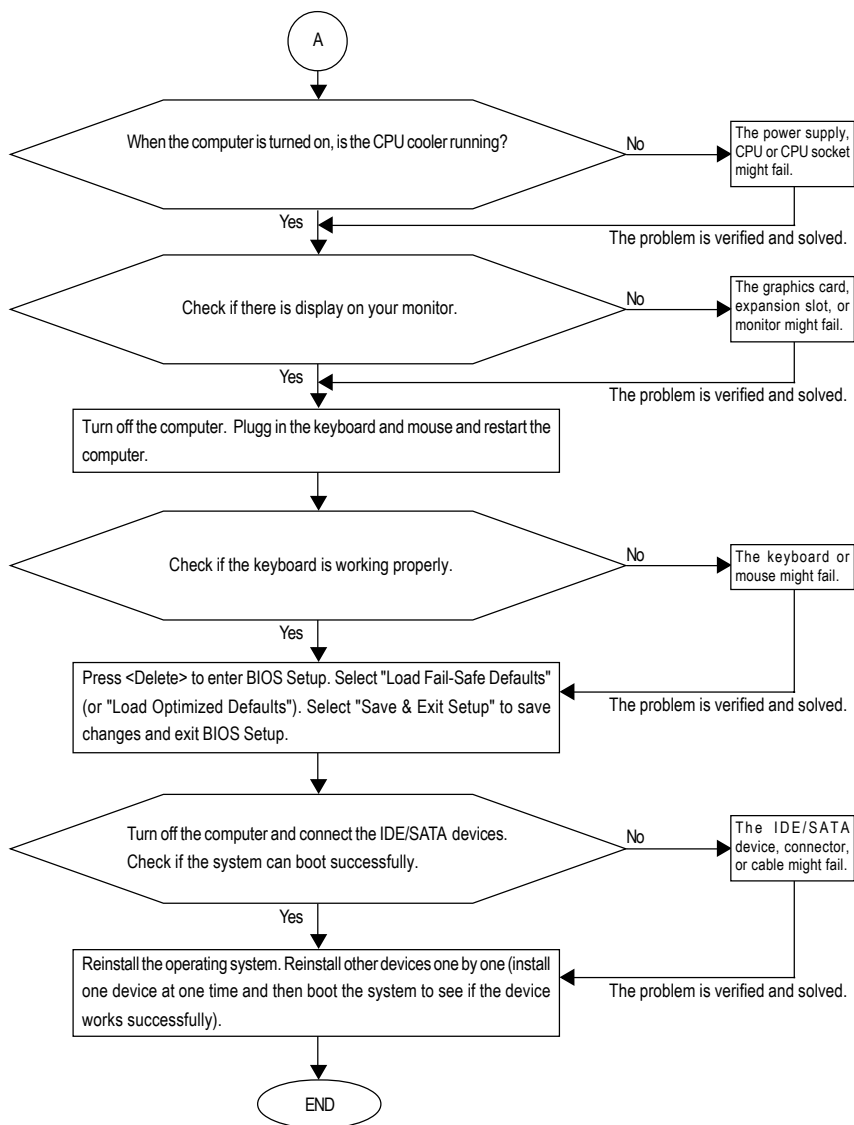 A
When the computer is turned on, is the CPU cooler running?
No
The power supply,
CPU or CPU socket
might fail.
Yes
The problem is verified and solved.
Check if there is display on your monitor.
No
The graphics card,
expansion slot, or
monitor might fail.
Yes
The problem is verified and solved.
Turn off the computer. Plugg in the keyboard and mouse and restart the
computer.
Check if the keyboard is working properly.
No
The keyboard or
mouse might fail.
Yes
Press <Delete> to enter BIOS Setup. Select "Load Fail-Safe Defaults"
(or "Load Optimized Defaults"). Select "Save & Exit Setup" to save
changes and exit BIOS Setup.
The problem is verified and solved.
Turn off the computer and connect the IDE/SATA devices.
Check if the system can boot successfully.
No
The IDE/SATA
device, connector,
or cable might fail.
Yes
Reinstall the operating system. Reinstall other devices one by one (install
one device at one time and then boot the system to see if the device
works successfully).
The problem is verified and solved.
END